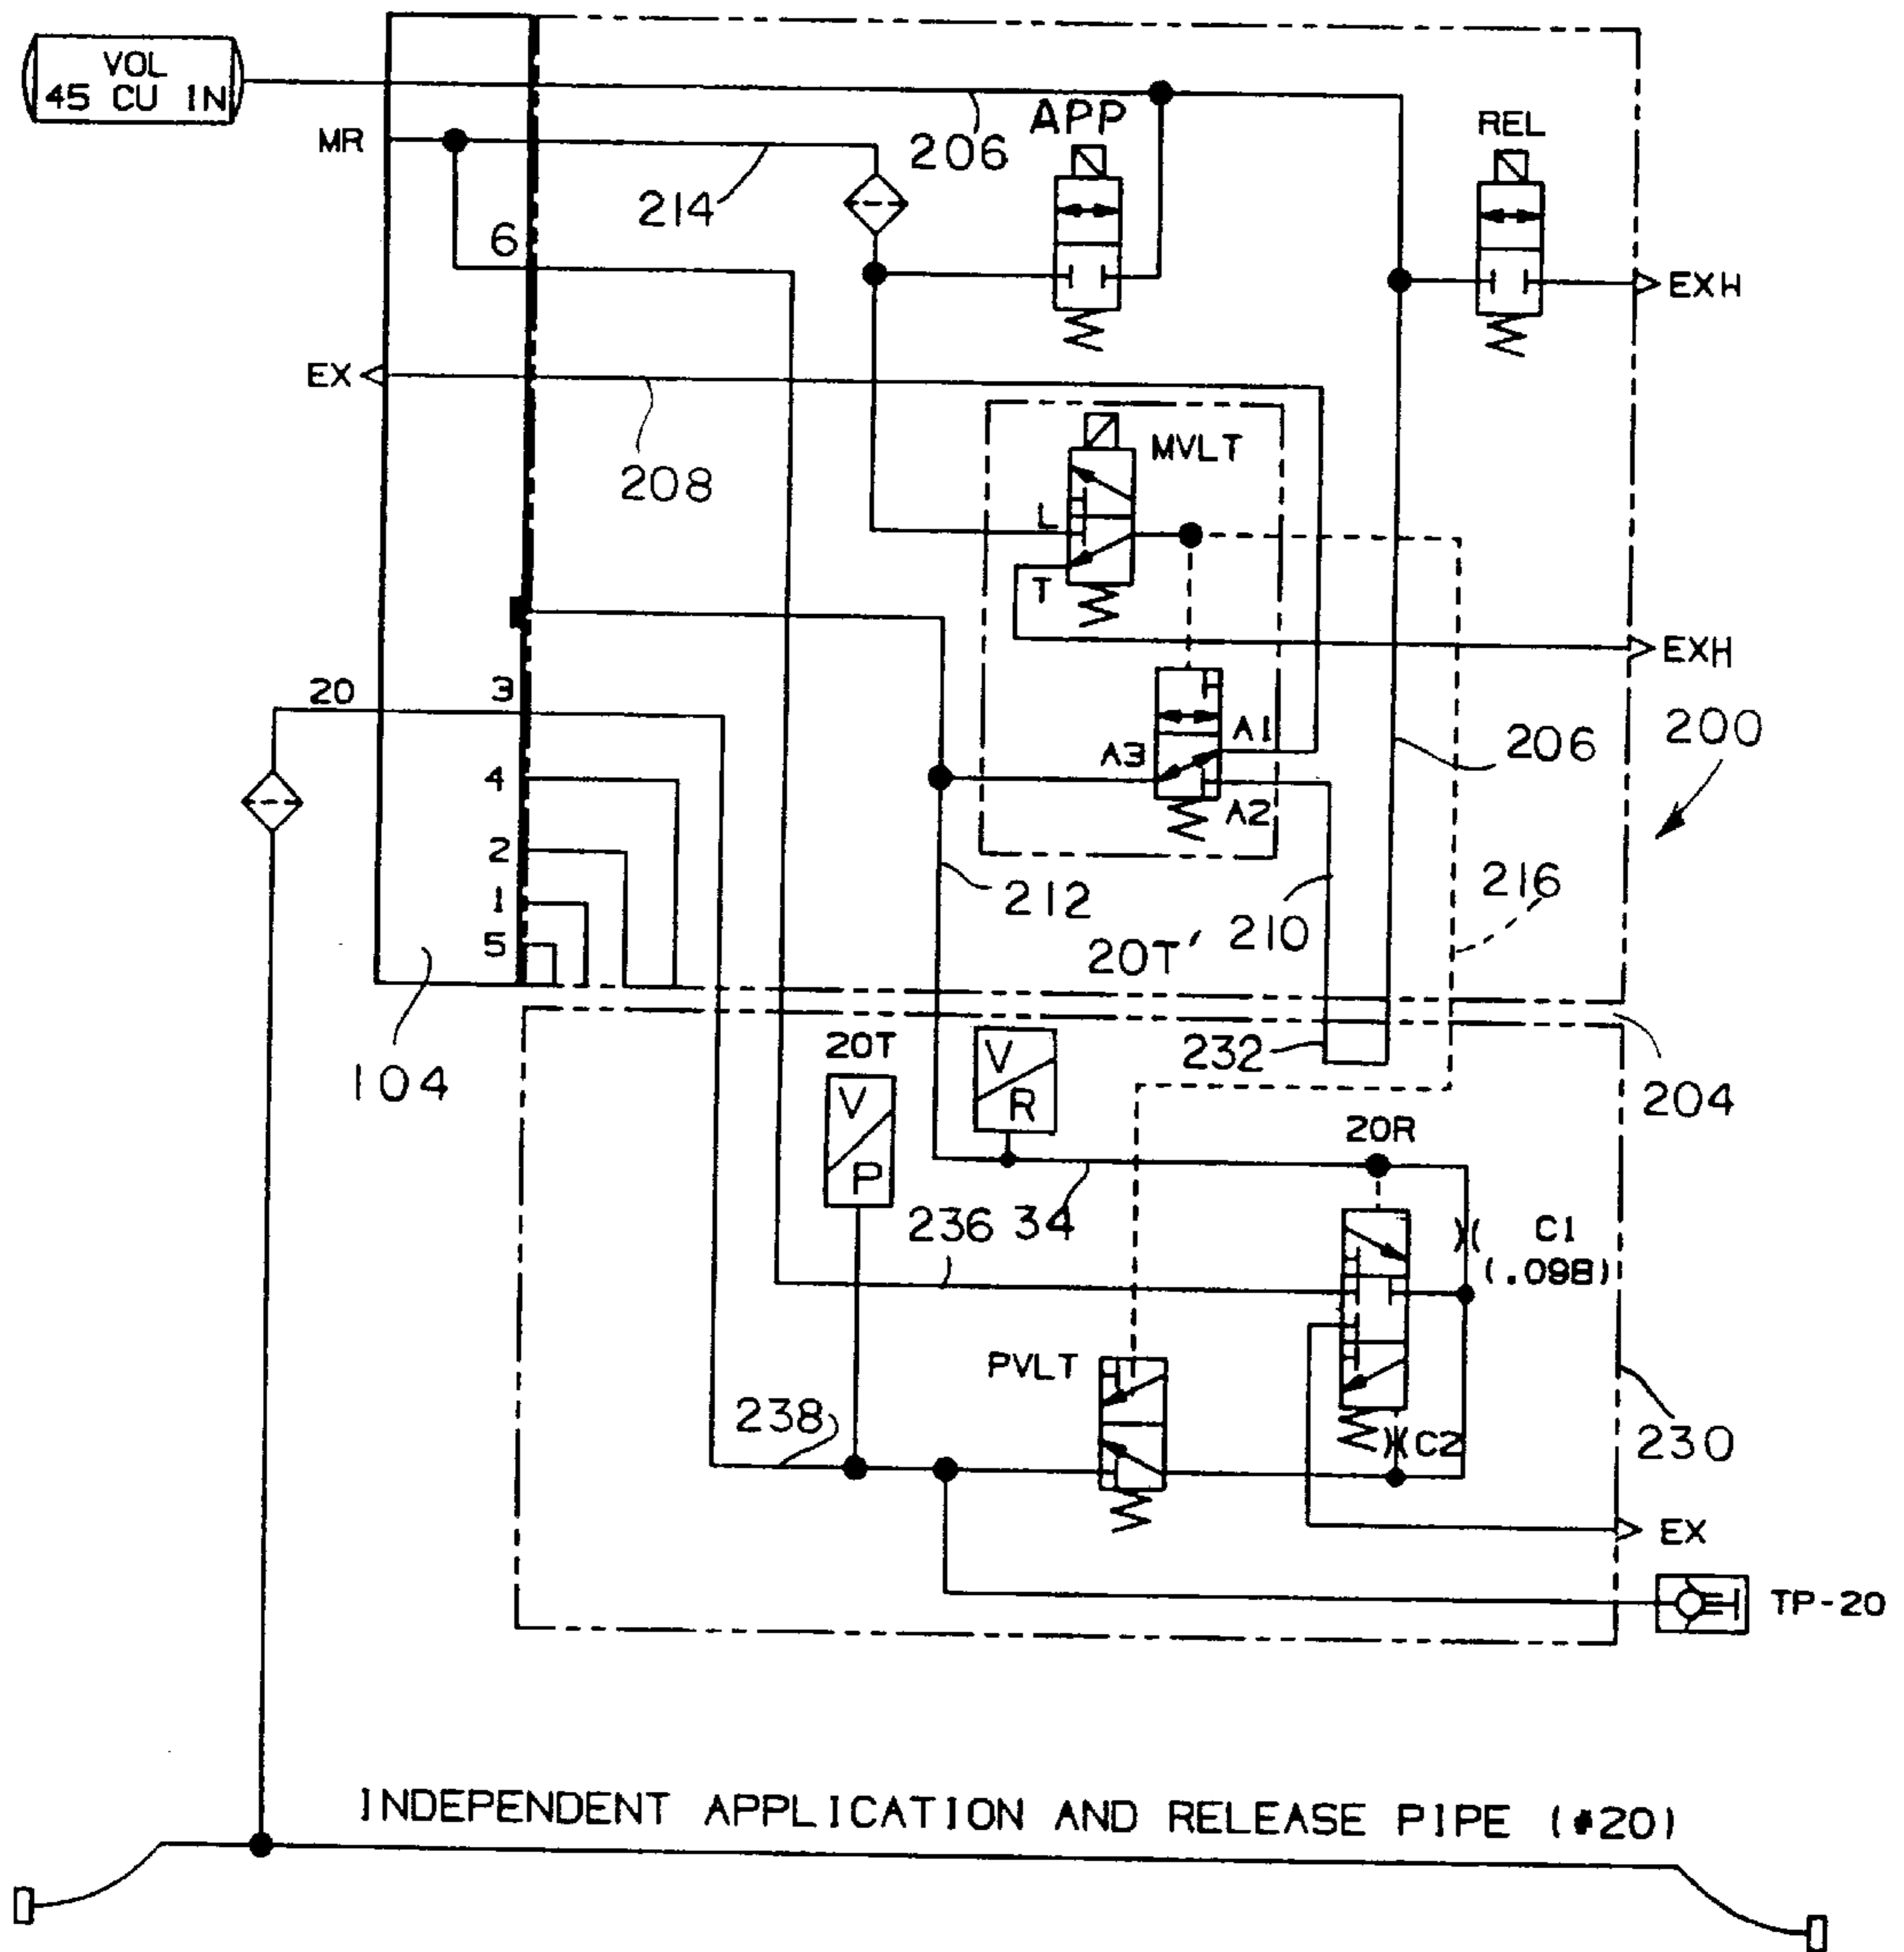 VOL
45 CU IN
MR
206
APP
REL
214
6
EXH
EX
208
MVLT
L
T
EXH
20
3
A1
A3
A2
206
200
4
2
1
5
212
20T'
210
216
104
20T
V
P
V
R
232
204
20R
236
34
C1
(.098)
PVLT
238
C2
230
EX
TP-20
INDEPENDENT APPLICATION AND RELEASE PIPE (#20)